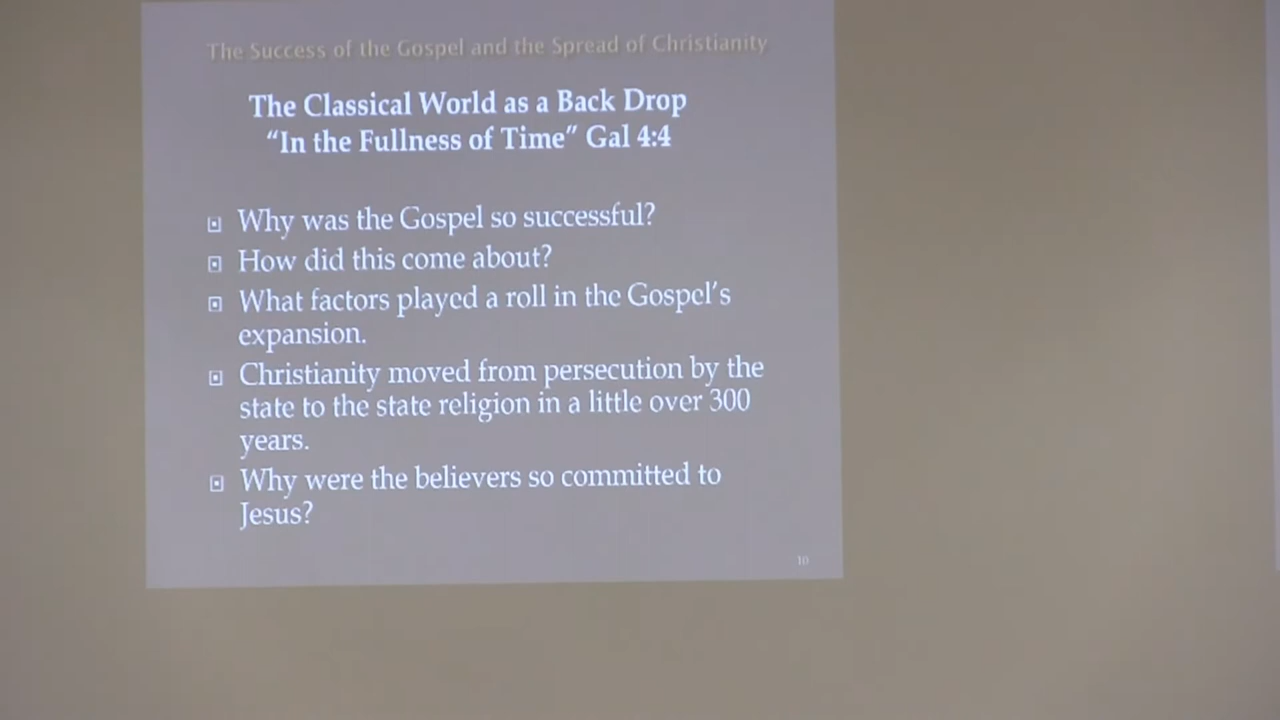 The Success of the Gospel and the Spread of Christianity
The Classical World as a Back Drop
“In the Fullness of Time” Gal 4:4
Why was the Gospel so successful?
How did this come about?
What factors played a roll in the Gospel’s
expansion.
Christianity moved from persecution by the
state to the state religion in a little over 300
years.
Why were the believers so committed to
Jesus?
10